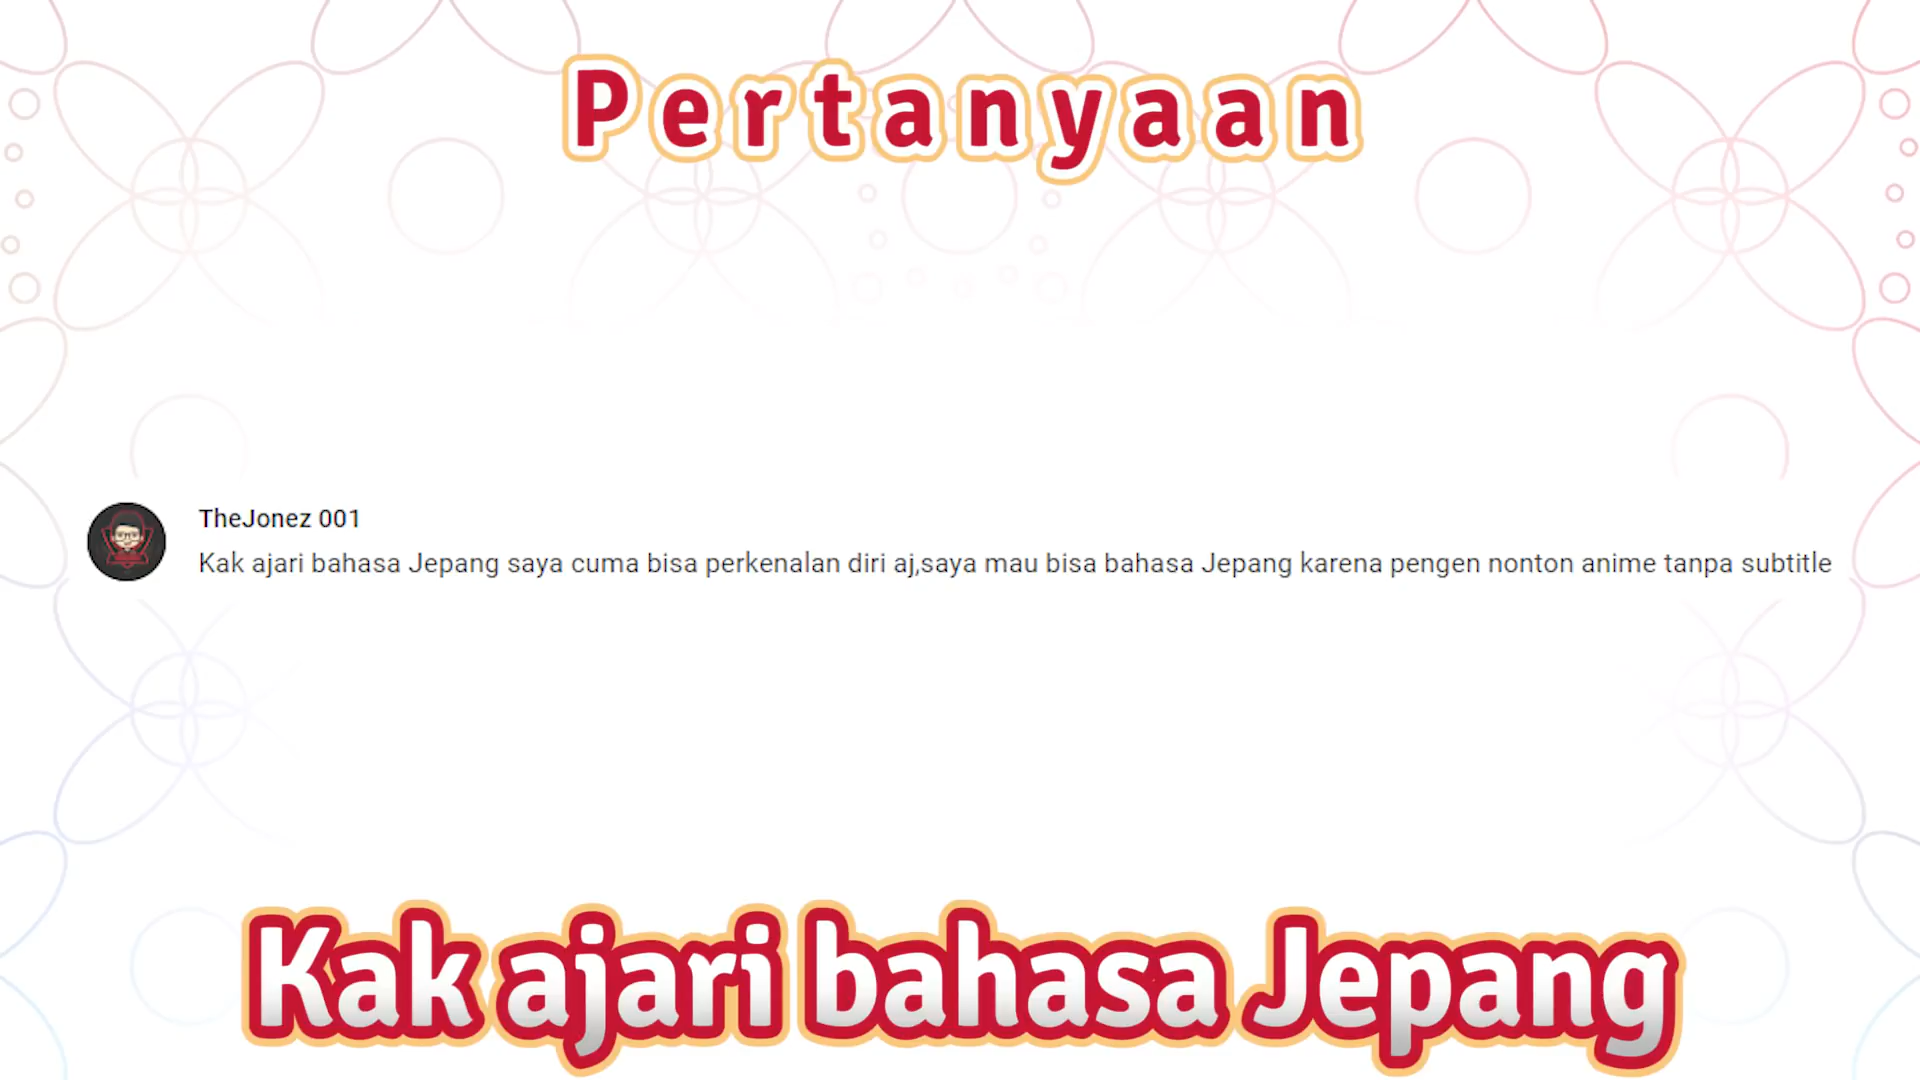 Pertanyaan
TheJonez 001
Kak ajari bahasa Jepang saya cuma bisa perkenalan diri aj,saya mau bisa bahasa Jepang karena pengen nonton anime tanpa subtitle
Kak ajari bahasa Jepang